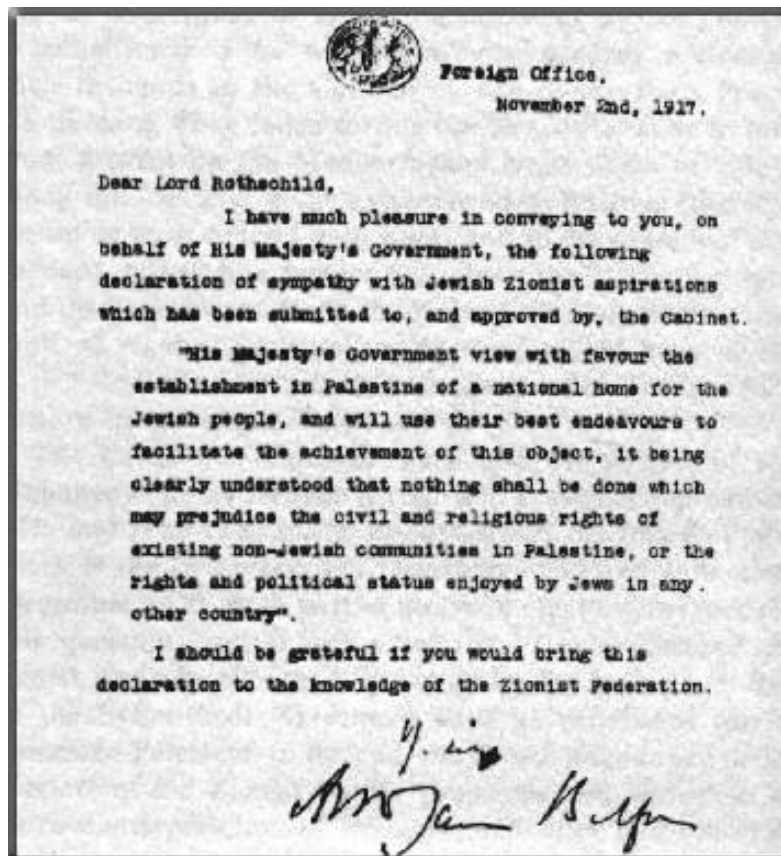 Foreign Office,
November 2nd, 1917.
Dear Lord Rothschild,
I have much pleasure in conveying to you, on
behalf of His Majesty's Government, the following
declaration of sympathy with Jewish Zionist aspirations
which has been submitted to, and approved by, the Cabinet.
"His Majesty's Government view with favour the
establishment in Palestine of a national home for the
Jewish people, and will use their best endeavours to
facilitate the achievement of this object, it being
clearly understood that nothing shall be done which
may prejudice the civil and religious rights of
existing non-Jewish communities in Palestine, or the
rights and political status enjoyed by Jews in any
other country".
I should be grateful if you would bring this
declaration to the knowledge of the Zionist Federation.